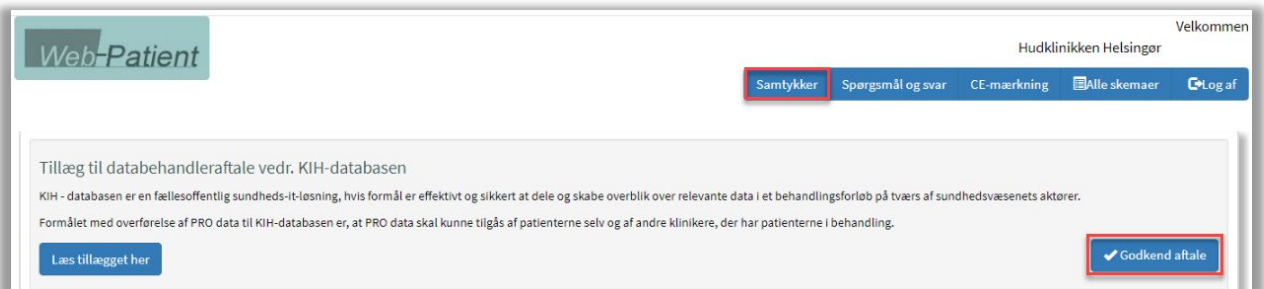 Velkommen
Web-Patient
Hudklinikken Helsingør
Samtykker Spørgsmål og svar CE-mærkning Alle skemaer Log af
Tillæg til databehandleraftale vedr. KIH-databasen
KIH - databasen er en fællesoffentlig sundheds-it-løsning, hvis formål er effektivt og sikkert at dele og skabe overblik over relevante data i et behandlingsforløb på tværs af sundhedsvæsenets aktører.
Formålet med overførelse af PRO data til KIH-databasen er, at PRO data skal kunne tilgås af patienterne selv og af andre klinikere, der har patienterne i behandling.
Læs tillægget her
Godkend aftale